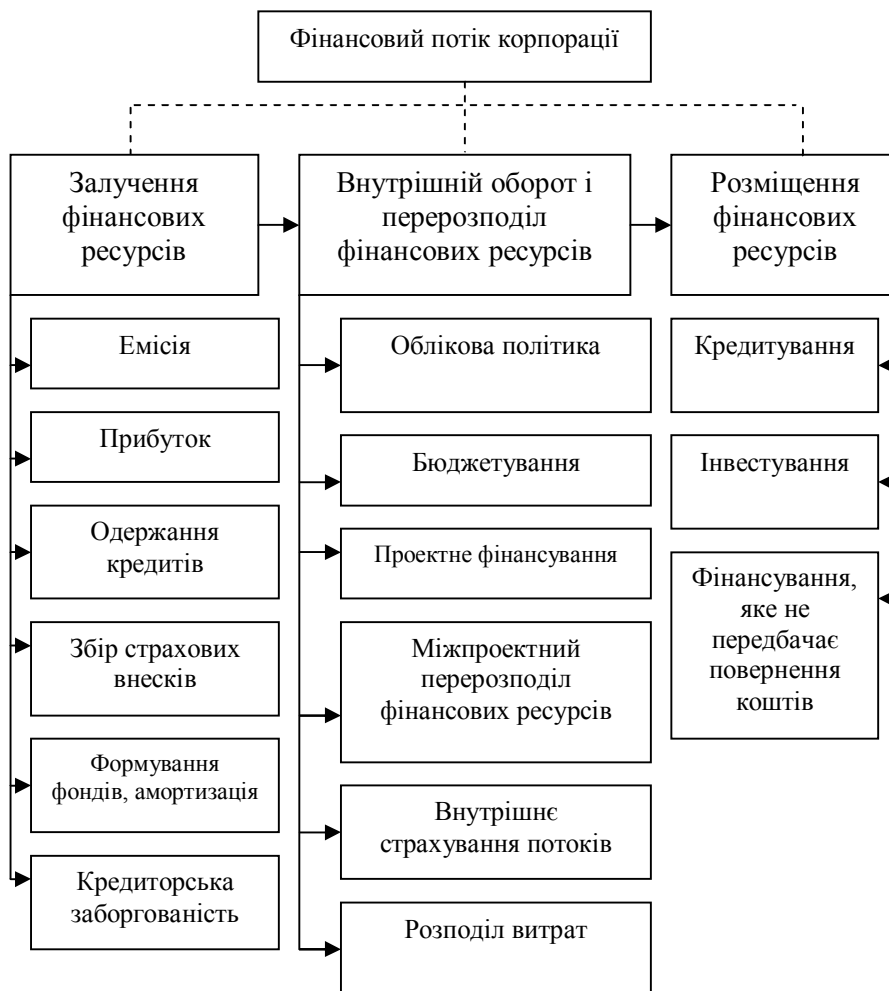 Фінансовий потік корпорації
Залучення
фінансових
ресурсів
Внутрішній оборот і
перерозподіл
фінансових ресурсів
Розміщення
фінансових
ресурсів
Емісія
Прибуток
Одержання
кредитів
Збір страхових
внесків
Формування
фондів, амортизація
Кредиторська
заборгованість
Облікова політика
Бюджетування
Проектне фінансування
Міжпроектний
перерозподіл
фінансових ресурсів
Внутрішнє
страхування потоків
Розподіл витрат
Кредитування
Інвестування
Фінансування,
яке не
передбачає
повернення
коштів